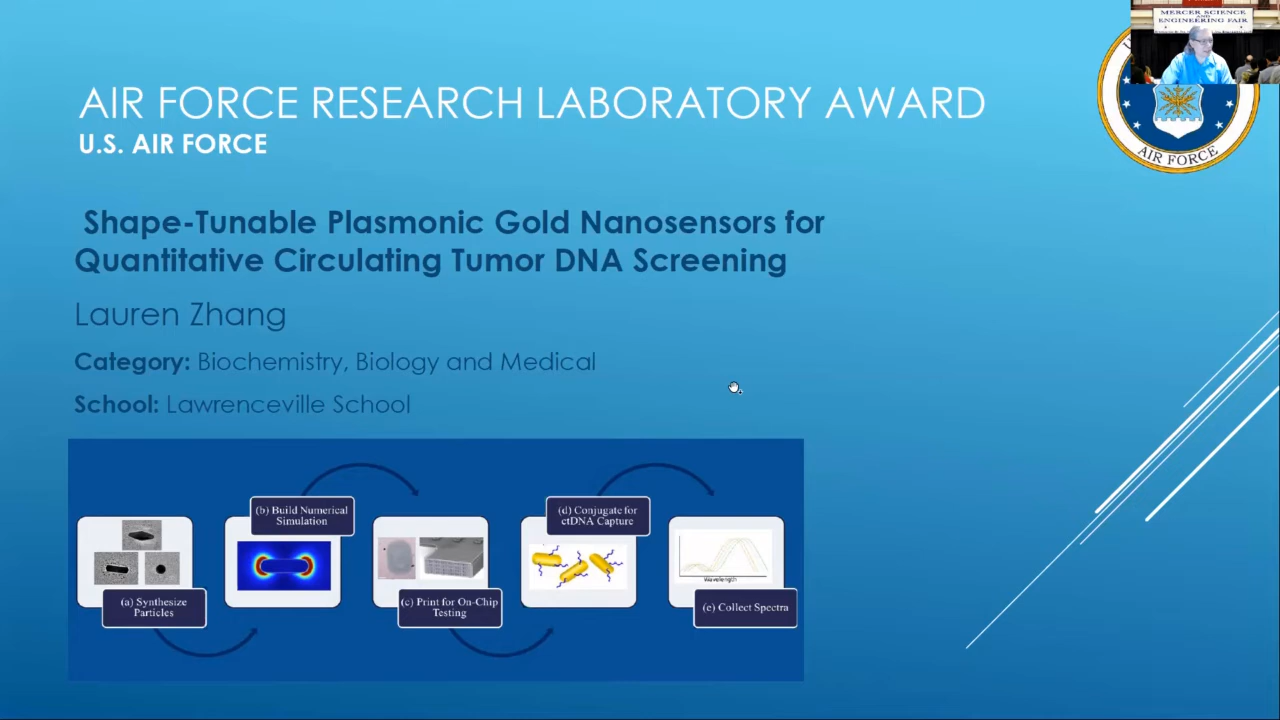 MERCER SCIENCE
AND
ENGINEERING FAIR
AIR FORCE RESEARCH LABORATORY AWARD
U.S. AIR FORCE
AIR FORCE
Shape-Tunable Plasmonic Gold Nanosensors for
Quantitative Circulating Tumor DNA Screening
Lauren Zhang
Category: Biochemistry, Biology and Medical
School: Lawrenceville School
(a) Synthesize
Particles
(b) Build Numerical
Simulation
(c) Print for On-Chip
Testing
(d) Conjugate for
ctDNA Capture
Wavelength
(e) Collect Spectra